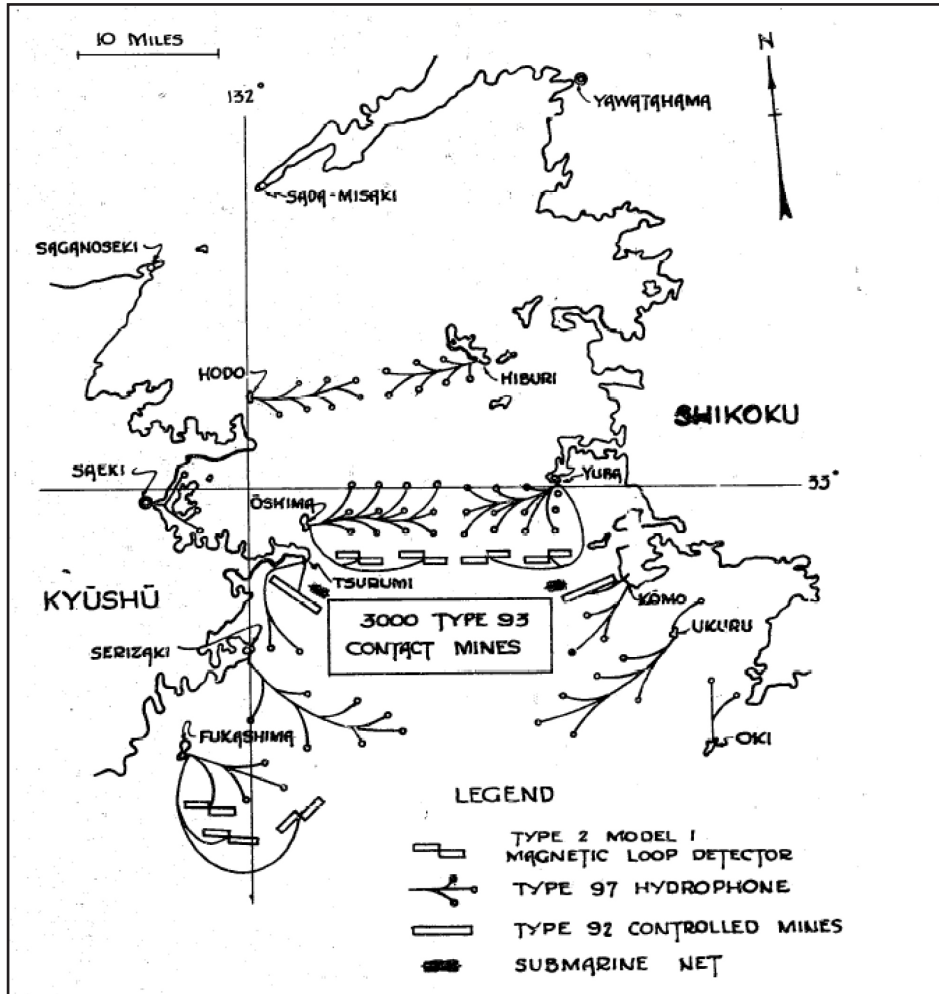 10 MILES
N
132°
YAWATAHAMA
SADA-MISAKI
SAGANOSEKI
HODO
HIBURI
SHIKOKU
SAEKI
YURA
33°
ŌSHIMA
TSURUMI
KYŪSHŪ
3000 TYPE 93
CONTACT MINES
KŌMO
UKURU
SERIZAKI
FUKASHIMA
OKI
LEGEND
TYPE 2 MODEL 1
MAGNETIC LOOP DETECTOR
TYPE 97 HYDROPHONE
TYPE 92 CONTROLLED MINES
SUBMARINE NET